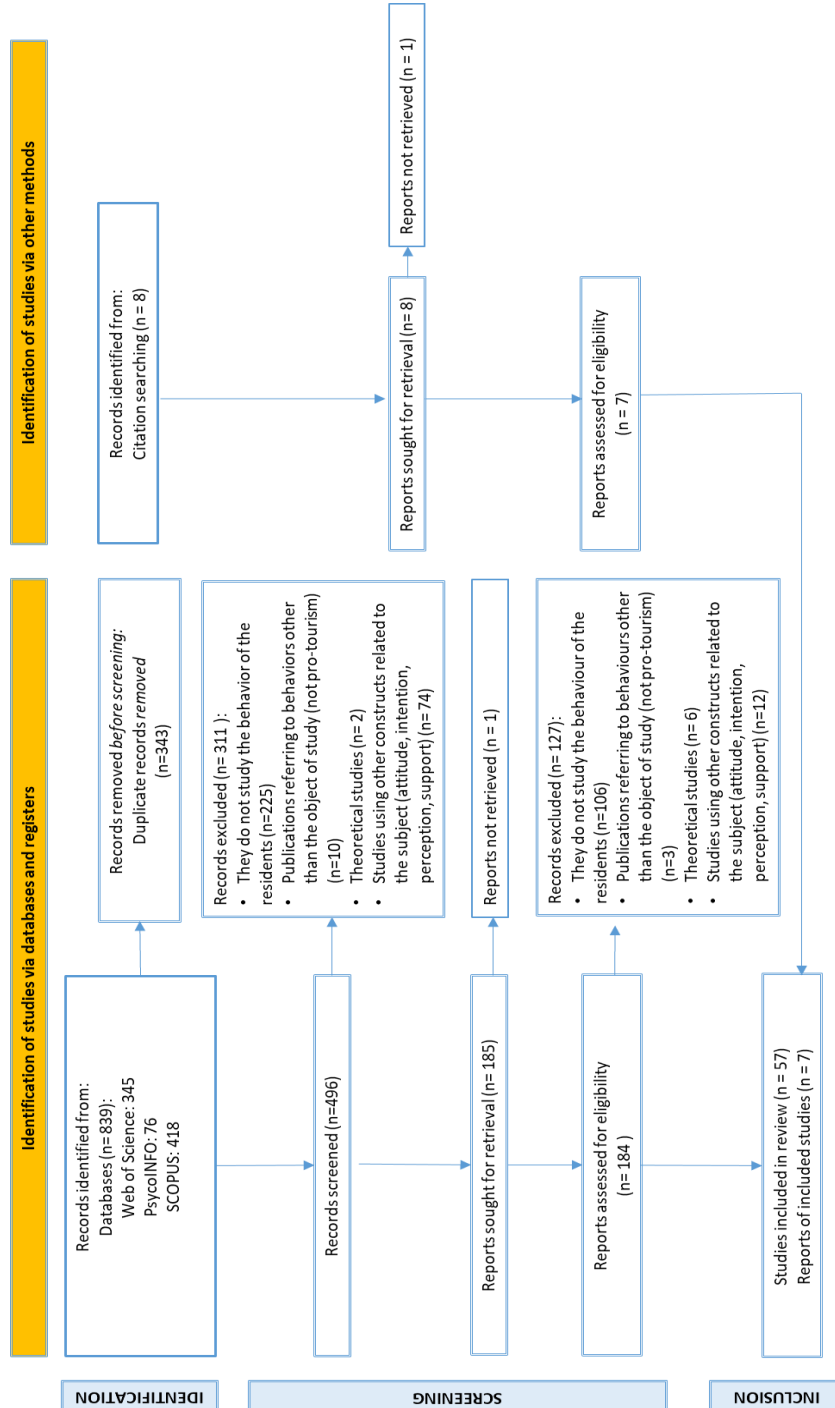 Identification of studies via databases and registers
Identification of studies via other methods
IDENTIFICATION
Records identified from:
Databases (n= 839):
Web of Science: 345
PsycoINFO: 76
SCOPUS: 418
Records removed before screening:
Duplicate records removed
(n=343)
Records identified from:
Citation searching (n = 8)
SCREENING
Records screened (n=496)
Records excluded (n= 311 ):
• They do not study the behavior of the
residents (n=225)
• Publications referring to behaviors other
than the object of study (not pro-tourism)
(n=10)
• Theoretical studies (n= 2)
• Studies using other constructs related to
the subject (attitude, intention,
perception, support) (n= 74)
Reports sought for retrieval (n= 185)
Reports not retrieved (n = 1)
Reports sought for retrieval (n= 8)
Reports not retrieved (n = 1)
Reports assessed for eligibility
(n= 184 )
Records excluded (n= 127):
• They do not study the behaviour of the
residents (n=106)
• Publications referring to behaviours other
than the object of study (not pro-tourism)
(n=3)
• Theoretical studies (n= 6)
• Studies using other constructs related to
the subject (attitude, intention,
perception, support) (n=12)
Reports assessed for eligibility
(n = 7)
INCLUSION
Studies included in review (n = 57)
Reports of included studies (n = 7)